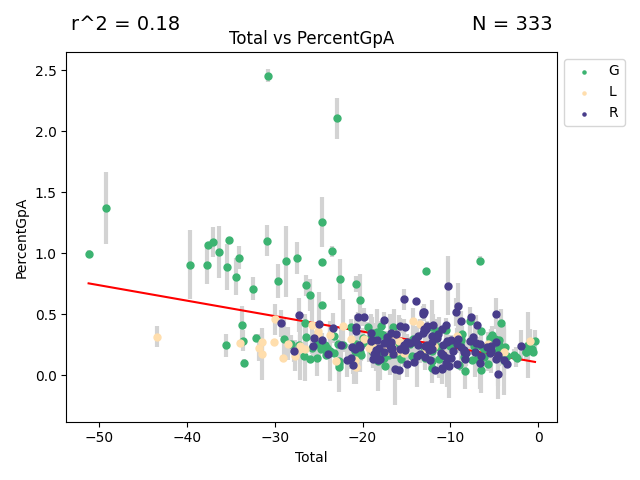 r^2 = 0.18
N = 333
Total vs PercentGpA
G
L
R
PercentGpA
2.5
2.0
1.5
1.0
0.5
0.0
−50
−40
−30
−20
−10
0
Total